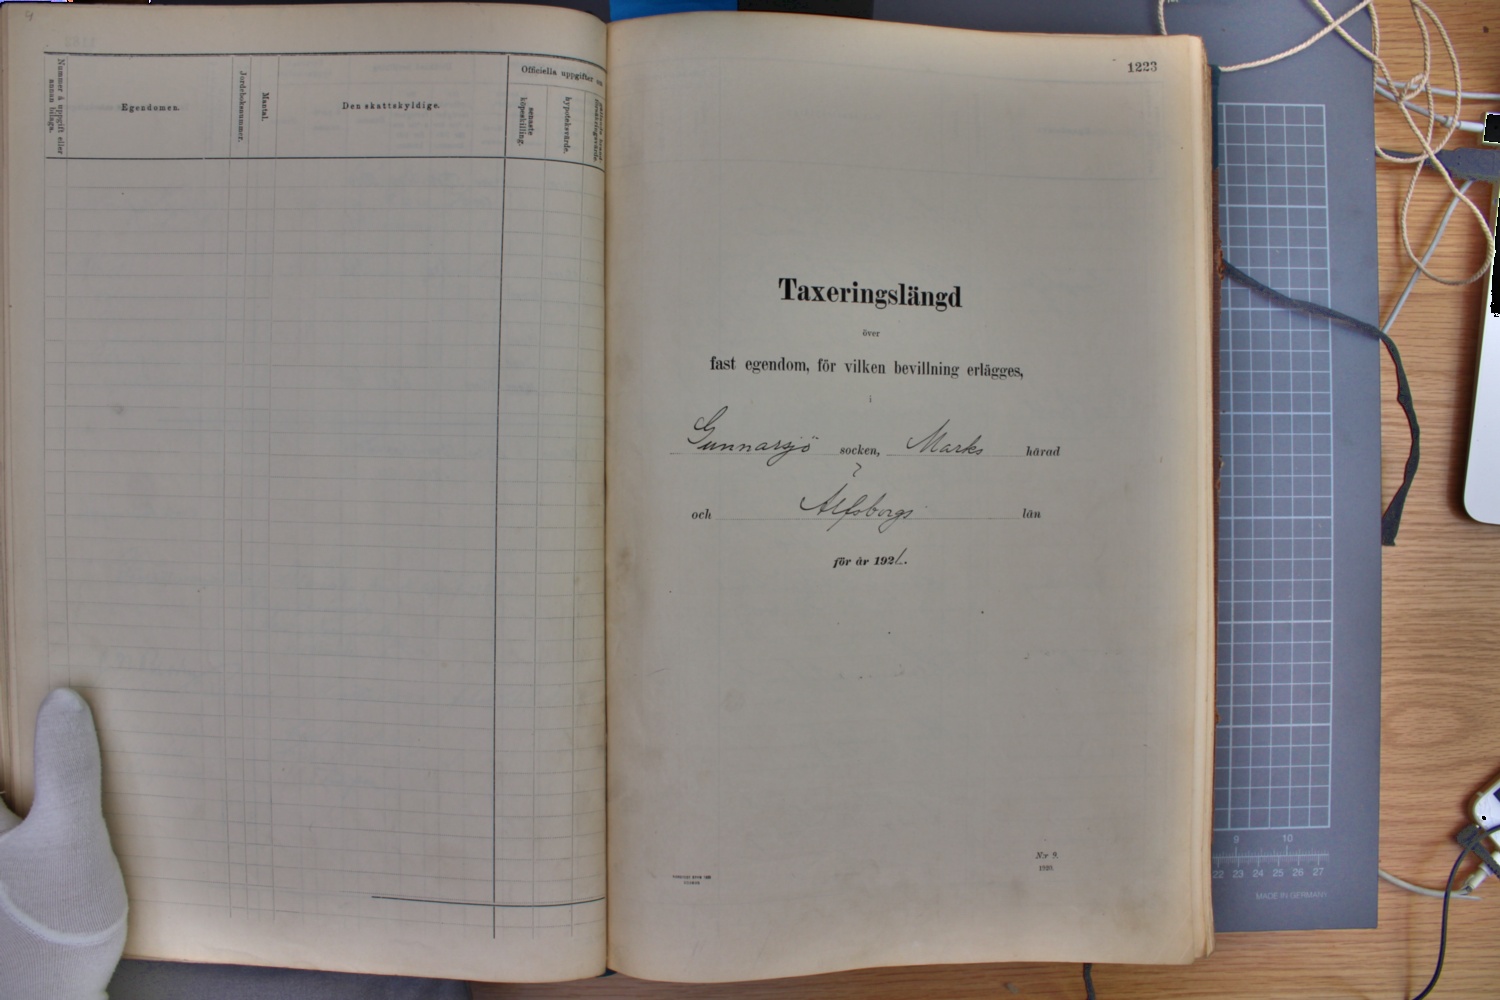 Nummer å uppgift eller
annan bilaga.
Egendomen.
Jordeboksnummer.
Mantal.
Den skattskyldige.
Officiella uppgifter
senaste
köpeskilling.
hypoteksvärde.
1223
Taxeringslängd
över
fast egendom, för vilken bevillning erlägges,
i
Gunnarsjö socken, Marks härad
och Älfsborgs län
för år 1921.
N:r 9.
1920.
9 10
22 23 24 25 26 27
MADE IN GERMANY